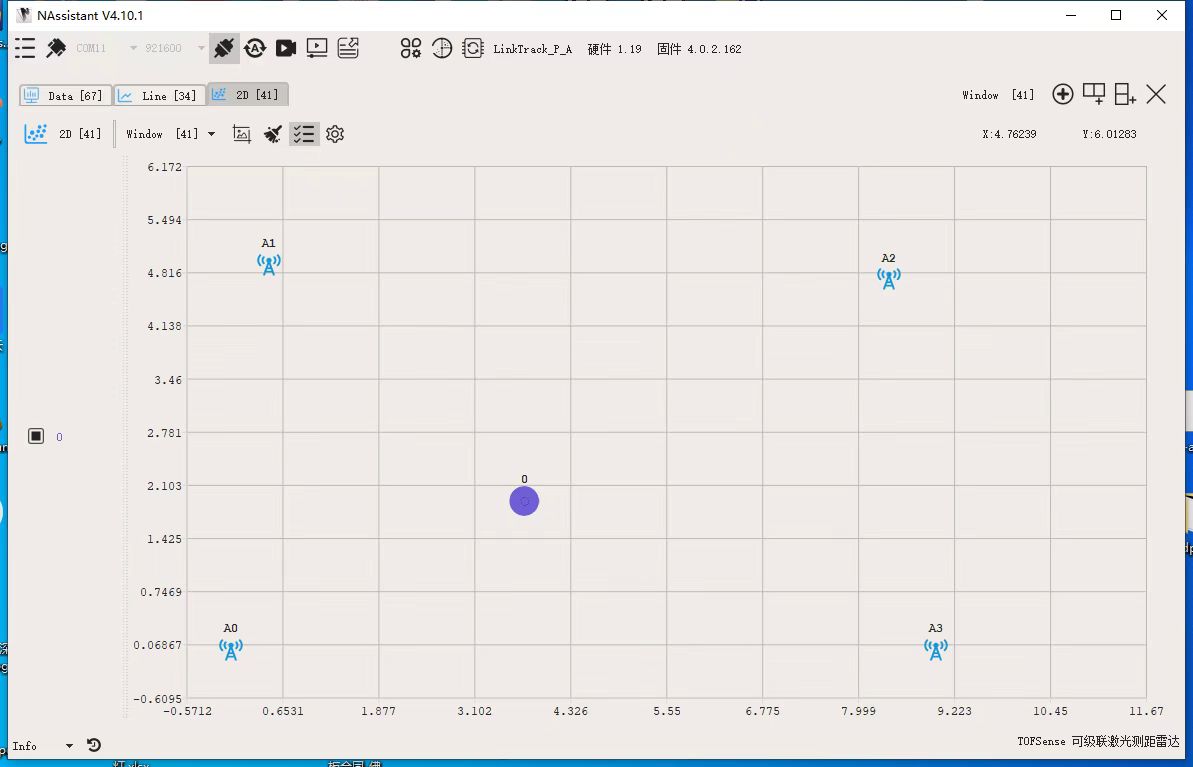 NAssistant V4.10.1
COM11 921600 LinkTrack_P_A 硬件 1.19 固件 4.0.2.162
Data [67] Line [34] 2D [41] Window [41]
2D [41] Window [41] X:4.76239 Y:6.01283
6.172
5.494
A1
A2
4.816
4.138
3.46
2.781
0
0
2.103
1.425
0.7469
A0
A3
0.06867
-0.6095
-0.5712 0.6531 1.877 3.102 4.326 5.55 6.775 7.999 9.223 10.45 11.67
Info
TOFSense 可级联激光测距雷达